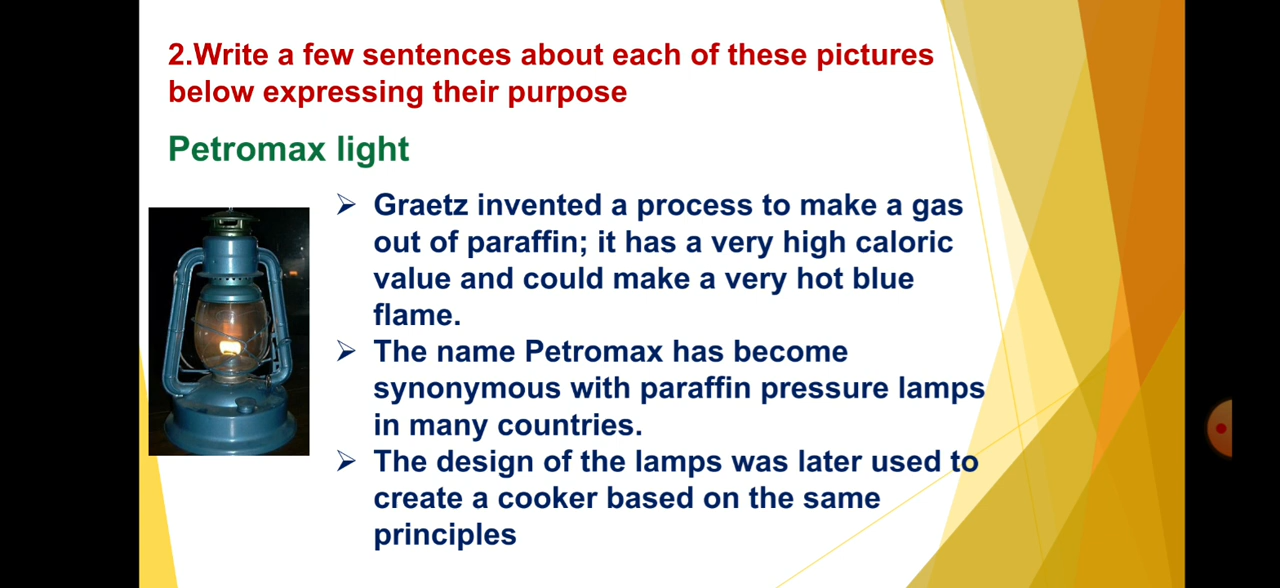 2.Write a few sentences about each of these pictures
below expressing their purpose
Petromax light
➢ Graetz invented a process to make a gas
out of paraffin; it has a very high caloric
value and could make a very hot blue
flame.
➢ The name Petromax has become
synonymous with paraffin pressure lamps
in many countries.
➢ The design of the lamps was later used to
create a cooker based on the same
principles